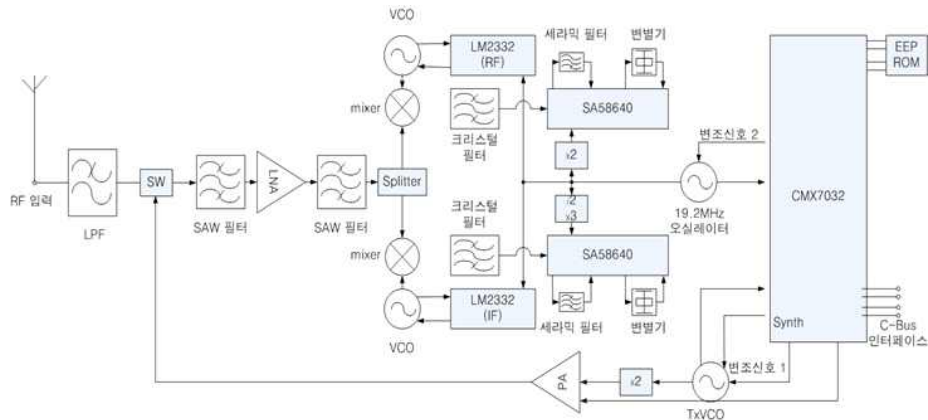 VCO
LM2332
(RF)
세라믹 필터
변별기
EEP
ROM
mixer
SA58640
크리스털
필터
x2
변조신호 2
RF 입력
LPF
SW
SAW 필터
LNA
SAW 필터
Splitter
19.2MHz
오실레이터
CMX7032
크리스털
필터
x3
mixer
SA58640
LM2332
(IF)
VCO
세라믹 필터
변별기
Synth
C-Bus
인터페이스
변조신호 1
PA
x2
TxVCO